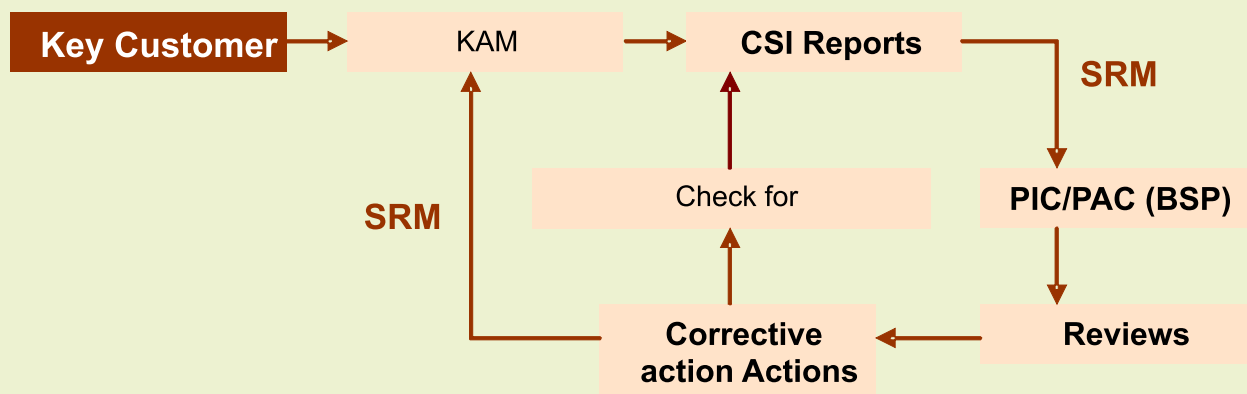 Key Customer
KAM
CSI Reports
SRM
Check for
PIC/PAC (BSP)
SRM
Corrective
action Actions
Reviews